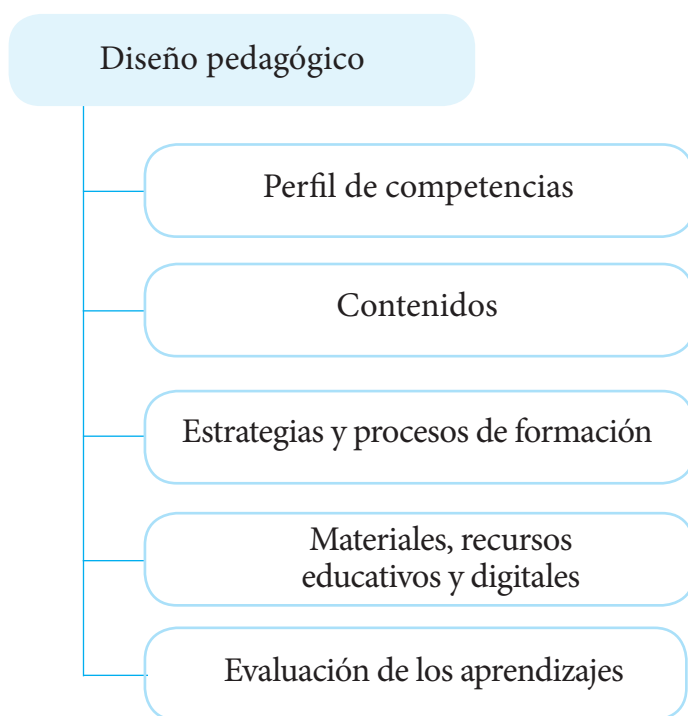 Diseño pedagógico
Perfil de competencias
Contenidos
Estrategias y procesos de formación
Materiales, recursos
educativos y digitales
Evaluación de los aprendizajes